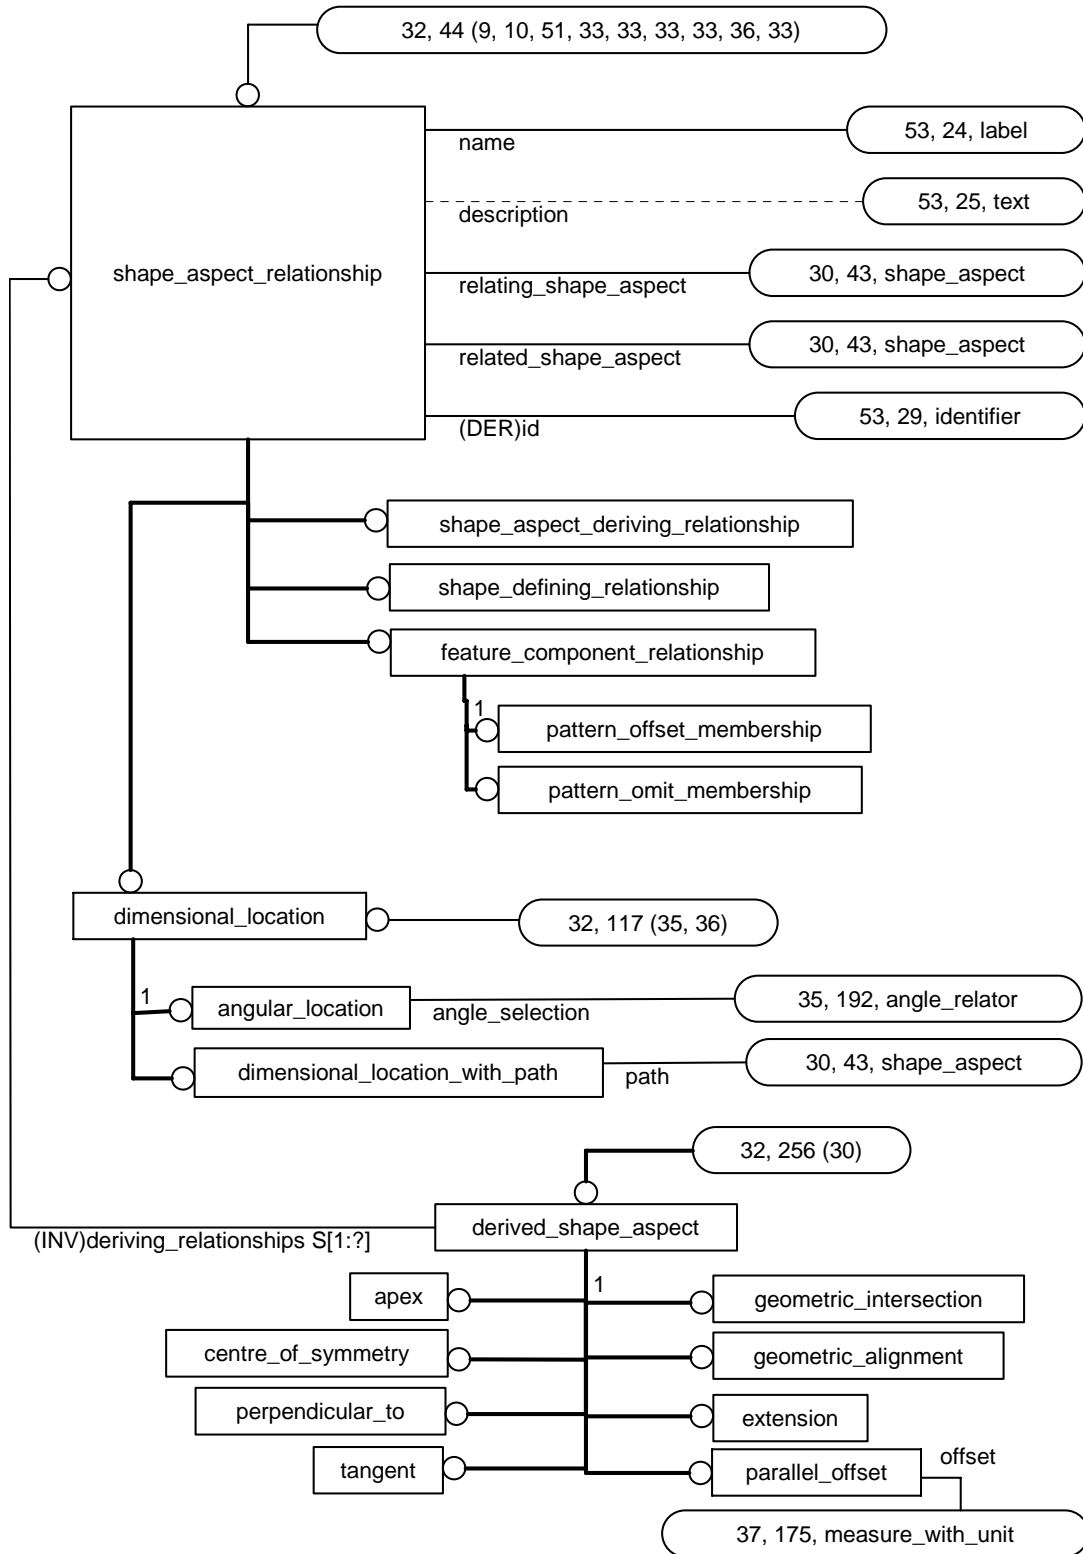 32, 44 (9, 10, 51, 33, 33, 33, 33, 36, 33)
53, 24, label
name
53, 25, text
description
shape_aspect_relationship
30, 43, shape_aspect
relating_shape_aspect
30, 43, shape_aspect
related_shape_aspect
53, 29, identifier
(DER)id
shape_aspect_deriving_relationship
shape_defining_relationship
feature_component_relationship
1
pattern_offset_membership
pattern_omit_membership
dimensional_location
32, 117 (35, 36)
1
angular_location
angle_selection
35, 192, angle_relator
dimensional_location_with_path
path
30, 43, shape_aspect
32, 256 (30)
derived_shape_aspect
(INV)deriving_relationships S[1:?]
1
apex
geometric_intersection
centre_of_symmetry
geometric_alignment
perpendicular_to
extension
tangent
parallel_offset
offset
37, 175, measure_with_unit